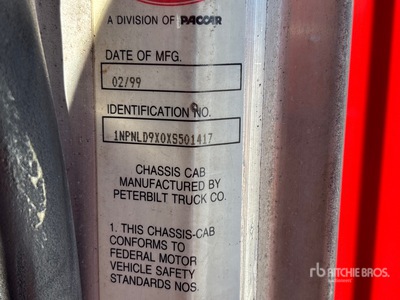 A DIVISION OF PACCAR
DATE OF MFG.
02/99
IDENTIFICATION NO.
1NPNLD9X0XS501417
CHASSIS CAB
MANUFACTURED BY
PETERBILT TRUCK CO.
1. THIS CHASSIS-CAB
CONFORMS TO
FEDERAL MOTOR
VEHICLE SAFETY
STANDARDS NOS.
rb RITCHIE BROS.